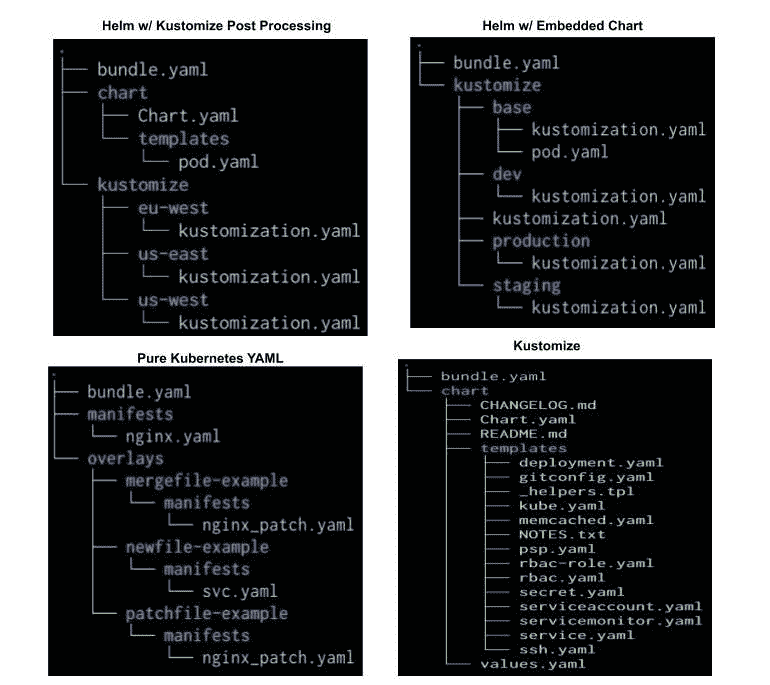 Helm w/ Kustomize Post Processing
.
├── bundle.yaml
├── chart
│   ├── Chart.yaml
│   └── templates
│       └── pod.yaml
└── kustomize
    ├── eu-west
    │   └── kustomization.yaml
    ├── us-east
    │   └── kustomization.yaml
    └── us-west
        └── kustomization.yaml
Helm w/ Embedded Chart
.
├── bundle.yaml
└── kustomize
    ├── base
    │   ├── kustomization.yaml
    │   └── pod.yaml
    ├── dev
    │   └── kustomization.yaml
    ├── kustomization.yaml
    ├── production
    │   └── kustomization.yaml
    └── staging
        └── kustomization.yaml
Pure Kubernetes YAML
.
├── bundle.yaml
├── manifests
│   └── nginx.yaml
└── overlays
    ├── mergefile-example
    │   └── manifests
    │       └── nginx_patch.yaml
    ├── newfile-example
    │   └── manifests
    │       └── svc.yaml
    └── patchfile-example
        └── manifests
            └── nginx_patch.yaml
Kustomize
.
├── bundle.yaml
└── chart
    ├── CHANGELOG.md
    ├── Chart.yaml
    ├── README.md
    ├── templates
    │   ├── deployment.yaml
    │   ├── gitconfig.yaml
    │   ├── _helpers.tpl
    │   ├── kube.yaml
    │   ├── memcached.yaml
    │   ├── NOTES.txt
    │   ├── psp.yaml
    │   ├── rbac-role.yaml
    │   ├── rbac.yaml
    │   ├── secret.yaml
    │   ├── serviceaccount.yaml
    │   ├── servicemonitor.yaml
    │   ├── service.yaml
    │   └── ssh.yaml
    └── values.yaml